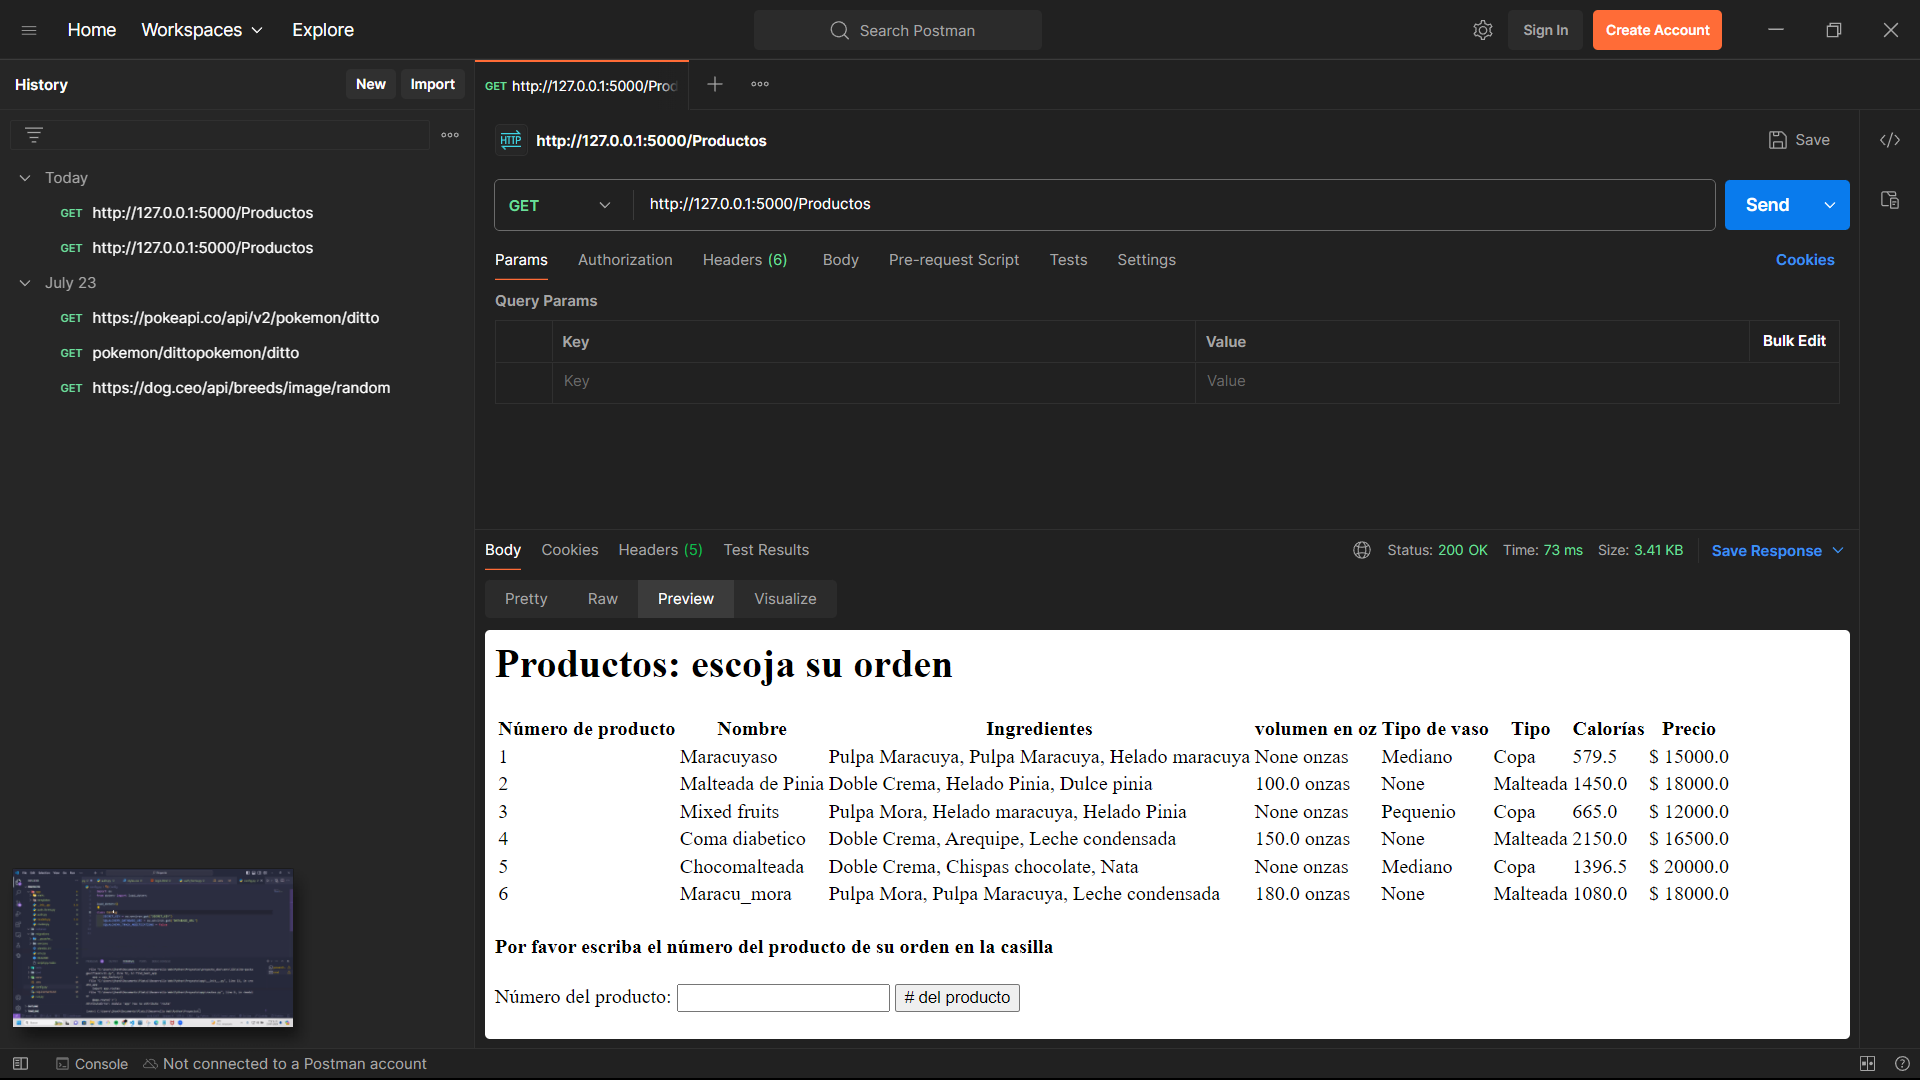 Home Workspaces Explore Search Postman Sign In Create Account
History New Import GET http://127.0.0.1:5000/Prod
HTTP http://127.0.0.1:5000/Productos Save
Today
GET http://127.0.0.1:5000/Productos
GET http://127.0.0.1:5000/Productos
July 23
GET https://pokeapi.co/api/v2/pokemon/ditto
GET pokemon/dittopokemon/ditto
GET https://dog.ceo/api/breeds/image/random
GET http://127.0.0.1:5000/Productos Send
Params Authorization Headers (6) Body Pre-request Script Tests Settings Cookies
Query Params
Key Value Bulk Edit
Key Value
Body Cookies Headers (5) Test Results Status: 200 OK Time: 73 ms Size: 3.41 KB Save Response
Pretty Raw Preview Visualize
Productos: escoja su orden
Número de producto Nombre Ingredientes volumen en oz Tipo de vaso Tipo Calorías Precio
1 Maracuyaso Pulpa Maracuya, Pulpa Maracuya, Helado maracuya None onzas Mediano Copa 579.5 $ 15000.0
2 Malteada de Pinia Doble Crema, Helado Pinia, Dulce pinia 100.0 onzas None Malteada 1450.0 $ 18000.0
3 Mixed fruits Pulpa Mora, Helado maracuya, Helado Pinia None onzas Pequenio Copa 665.0 $ 12000.0
4 Coma diabetico Doble Crema, Arequipe, Leche condensada 150.0 onzas None Malteada 2150.0 $ 16500.0
5 Chocomalteada Doble Crema, Chispas chocolate, Nata None onzas Mediano Copa 1396.5 $ 20000.0
6 Maracu_mora Pulpa Mora, Pulpa Maracuya, Leche condensada 180.0 onzas None Malteada 1080.0 $ 18000.0
Por favor escriba el número del producto de su orden en la casilla
Número del producto: # del producto
Console Not connected to a Postman account